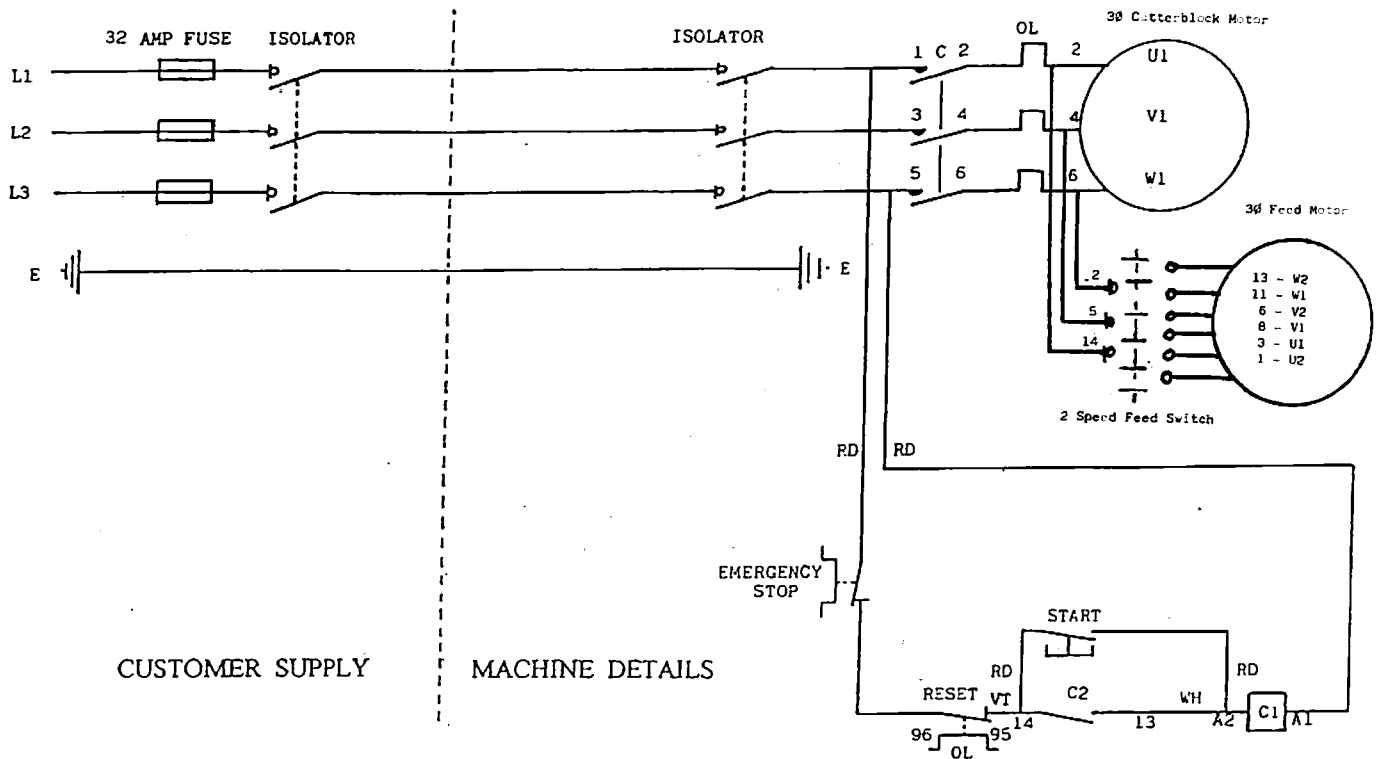 3Ø Cutterblock Motor
32 AMP FUSE ISOLATOR ISOLATOR OL
L1 1 C 2 2 U1
L2 3 4 4 V1
L3 5 6 6 W1
3Ø Feed Motor
E E
2 13 - W2
11 - W1
5 6 - V2
8 - V1
14 3 - U1
1 - U2
2 Speed Feed Switch
RD RD
EMERGENCY
STOP
START
CUSTOMER SUPPLY MACHINE DETAILS
RD RD
RESET VT C2 WH
96 95 14 13 A2 C1 A1
OL